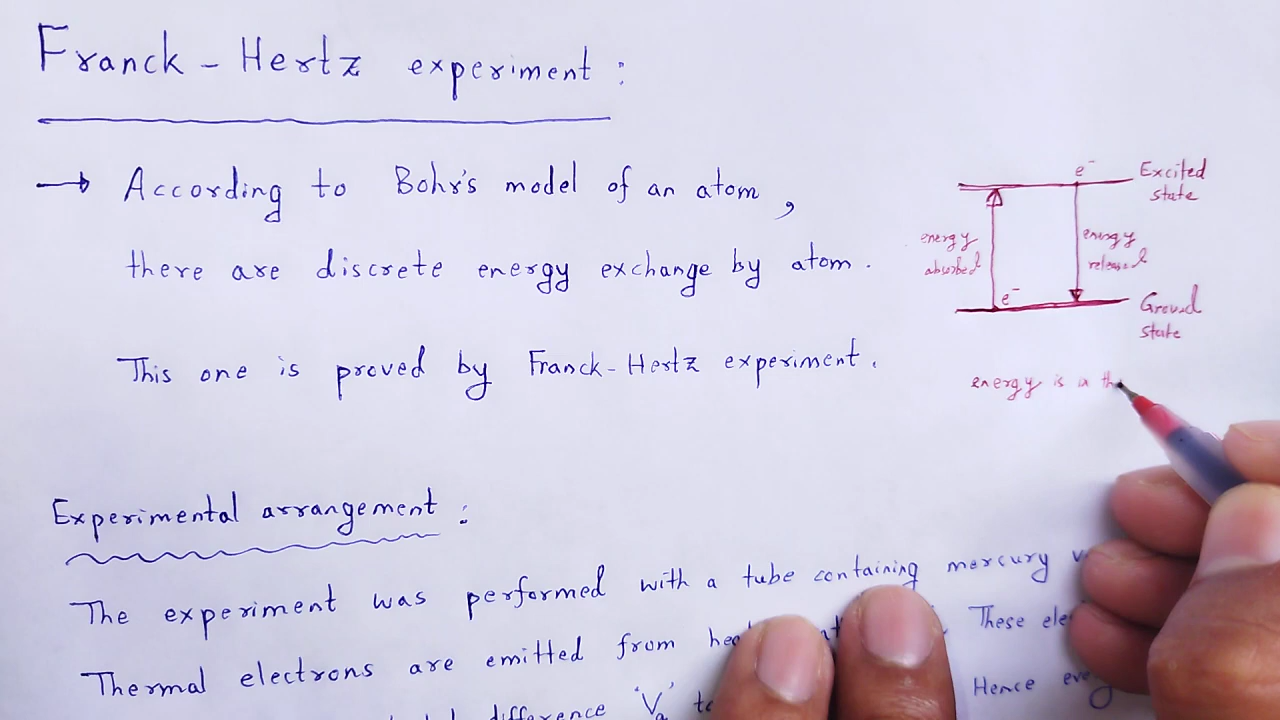 Franck - Hertz experiment :
→ According to Bohr's model of an atom ,
there are discrete energy exchange by atom .
This one is proved by Franck - Hertz experiment .
e⁻ Excited
state
energy
absorbed
energy
released
e⁻ Ground
state
energy is in
Experimental arrangement :
The experiment was performed with a tube containing mercury
Thermal electrons are emitted from These
difference 'Va' Hence